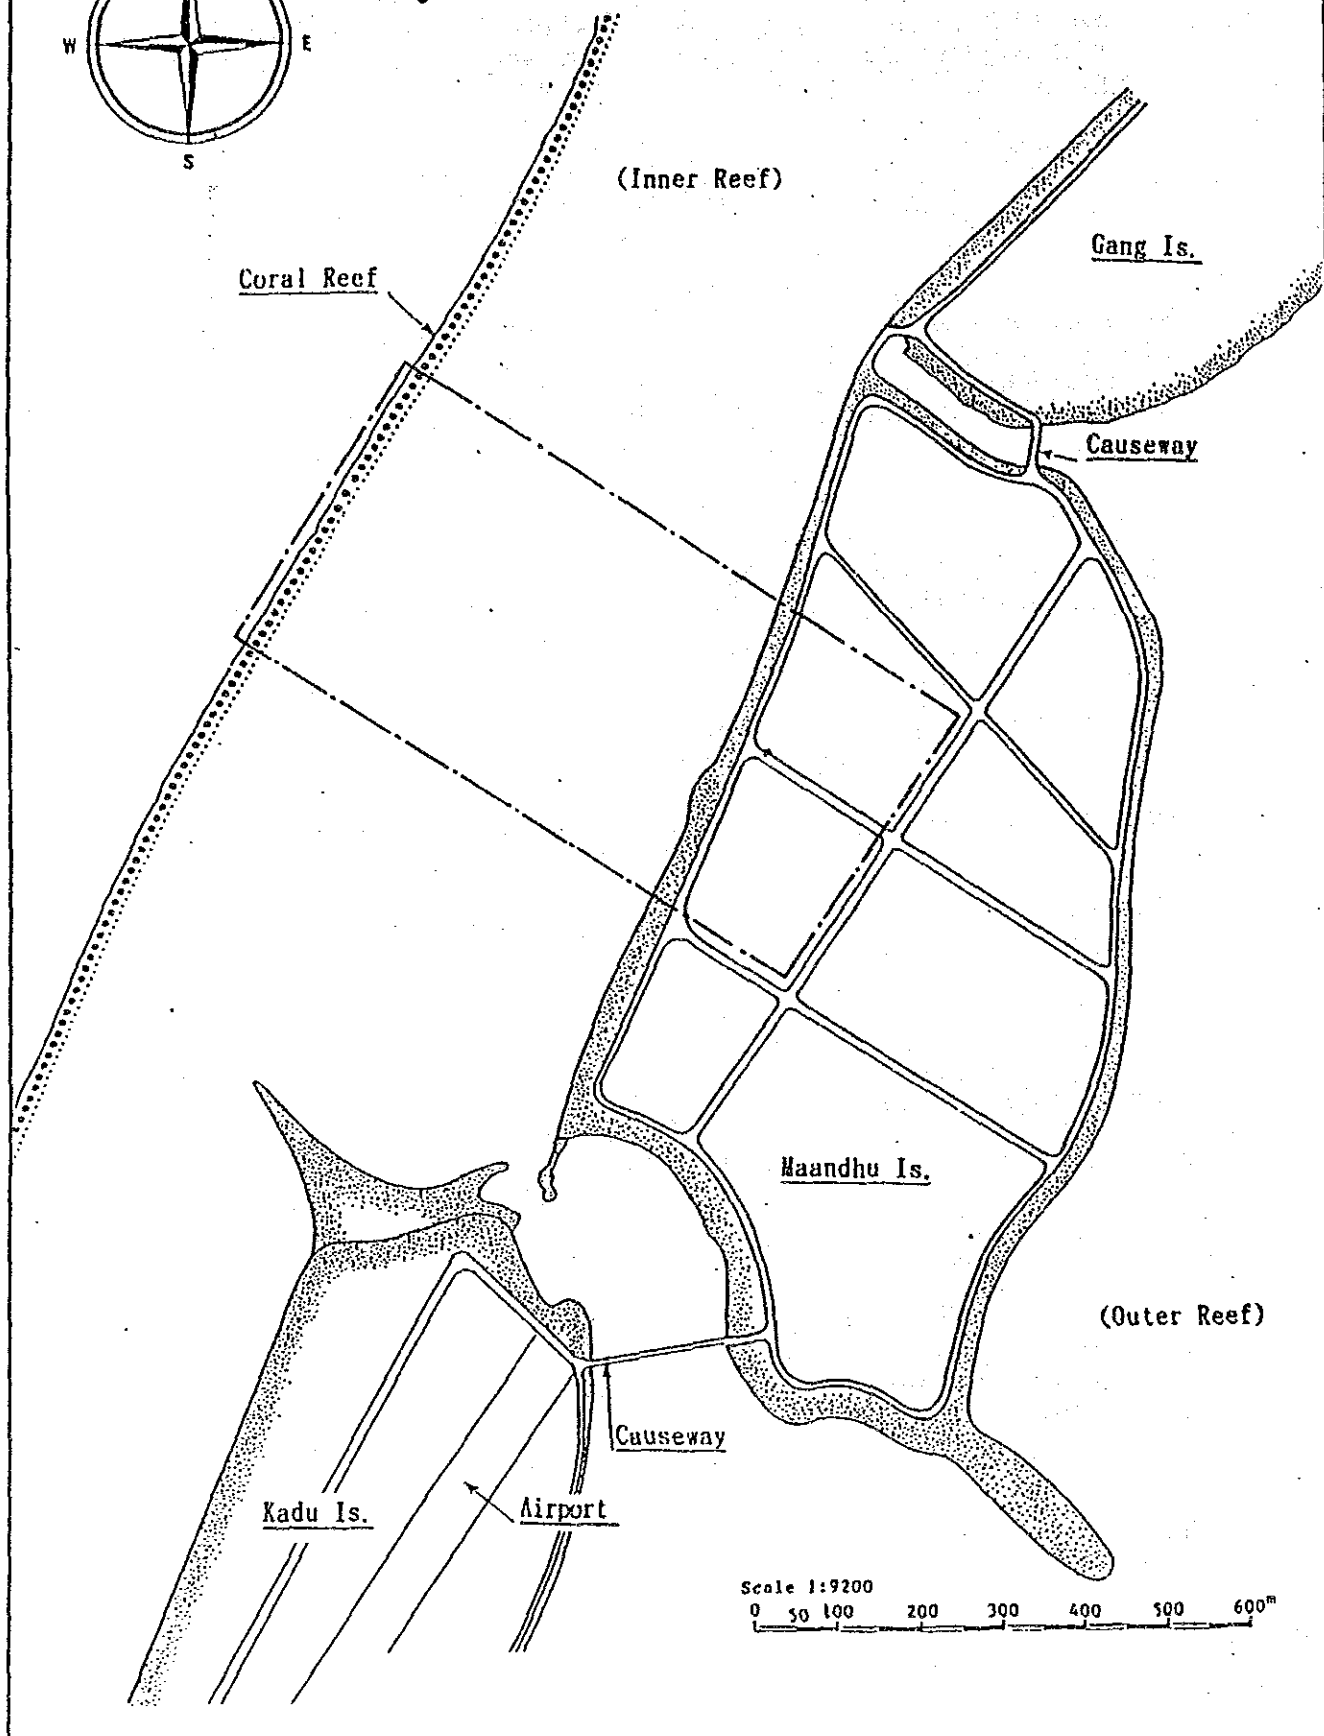 W E
S
(Inner Reef)
Gang Is.
Coral Reef
Causeway
Maandhu Is.
(Outer Reef)
Causeway
Kadu Is.
Airport
Scale 1:9200
0 50 100 200 300 400 500 600m